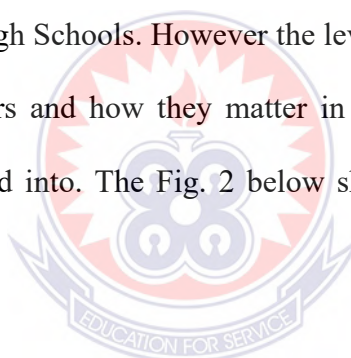 gh Schools. However the lev
rs and how they matter in
d into. The Fig. 2 below sl
EDUCATION FOR SERVICE